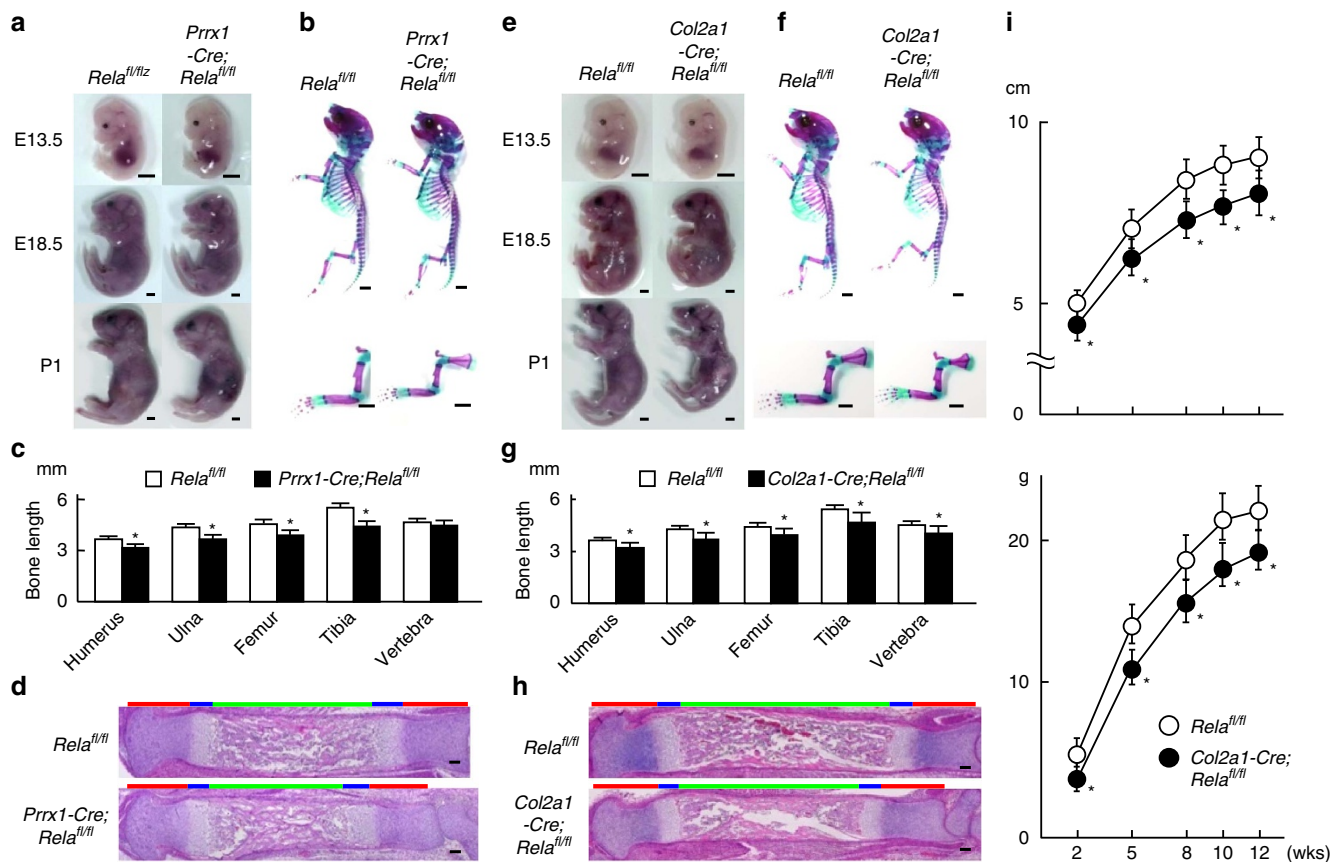 a
Rela^fl/flz
Prrx1
-Cre;
Rela^fl/fl
E13.5
E18.5
P1
b
Rela^fl/fl
Prrx1
-Cre;
Rela^fl/fl
c
mm
Rela^fl/fl
Prrx1-Cre;Rela^fl/fl
Bone length
6
3
0
* * * *
Humerus
Ulna
Femur
Tibia
Vertebra
d
Rela^fl/fl
Prrx1-Cre;
Rela^fl/fl
e
Rela^fl/fl
Col2a1
-Cre;
Rela^fl/fl
E13.5
E18.5
P1
f
Rela^fl/fl
Col2a1
-Cre;
Rela^fl/fl
g
mm
Rela^fl/fl
Col2a1-Cre;Rela^fl/fl
Bone length
6
3
0
* * * * *
Humerus
Ulna
Femur
Tibia
Vertebra
h
Rela^fl/fl
Col2a1
-Cre;
Rela^fl/fl
i
cm
10
5
0
* * * * *
g
20
10
0
* * * * *
Rela^fl/fl
Col2a1-Cre;
Rela^fl/fl
2 5 8 10 12 (wks)